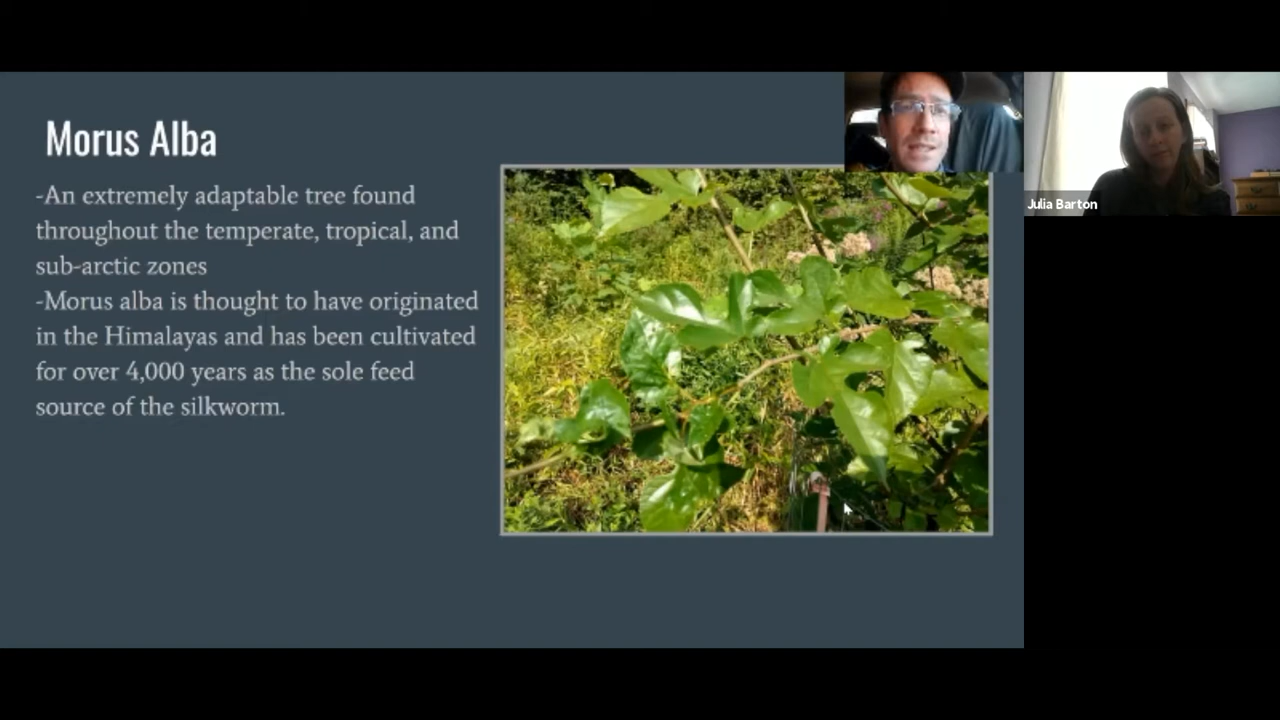 Morus Alba
-An extremely adaptable tree found
throughout the temperate, tropical, and
sub-arctic zones
-Morus alba is thought to have originated
in the Himalayas and has been cultivated
for over 4,000 years as the sole feed
source of the silkworm.
Julia Barton